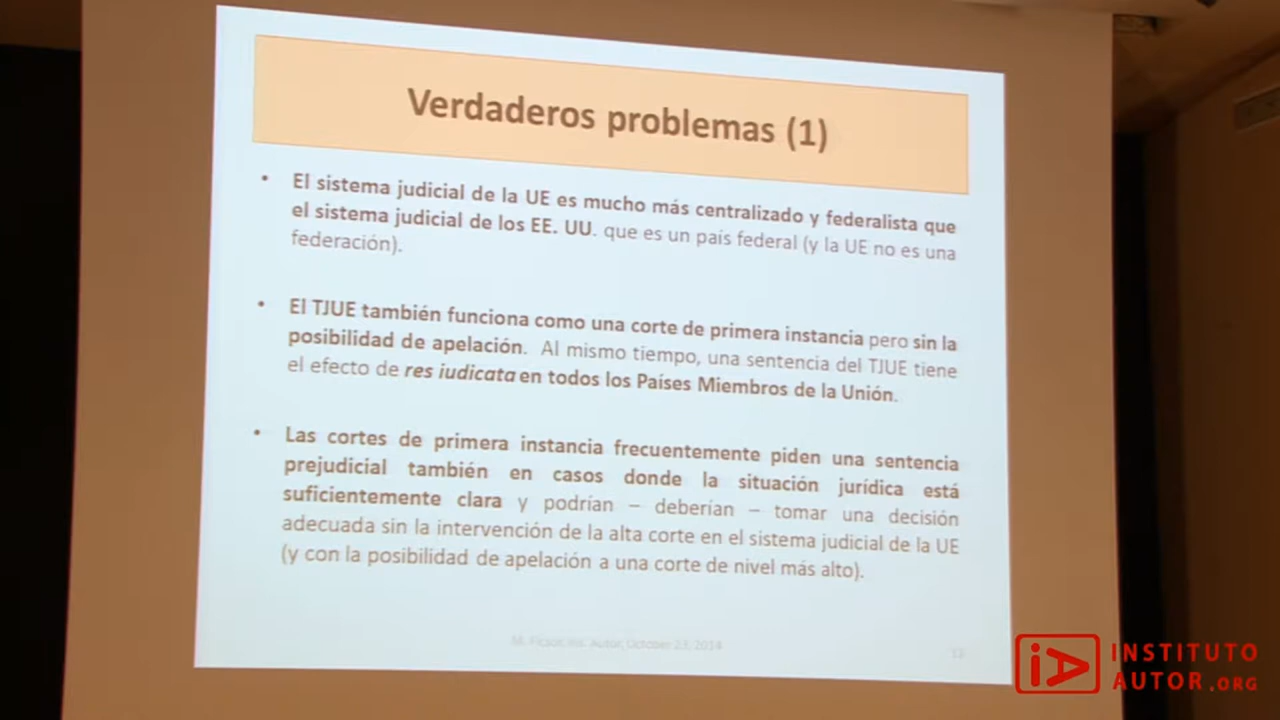 Verdaderos problemas (1)
• El sistema judicial de la UE es mucho más centralizado y federalista que
el sistema judicial de los EE. UU. que es un país federal (y la UE no es una
federación).
• El TJUE también funciona como una corte de primera instancia pero sin la
posibilidad de apelación. Al mismo tiempo, una sentencia del TJUE tiene
el efecto de res iudicata en todos los Países Miembros de la Unión.
• Las cortes de primera instancia frecuentemente piden una sentencia
prejudicial también en casos donde la situación jurídica está
suficientemente clara y podrían – deberían – tomar una decisión
adecuada sin la intervención de la alta corte en el sistema judicial de la UE
(y con la posibilidad de apelación a una corte de nivel más alto).
Autor, October 23, 2014
iA INSTITUTO
AUTOR.ORG